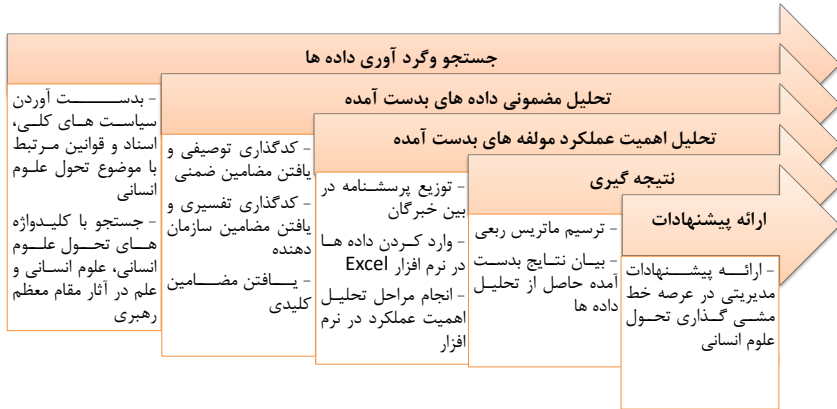 جستجو وگرد آوری داده ها
- بدست آوردن
سیاست های کلی،
اسناد و قوانین مرتبط
با موضوع تحول علوم
انسانی
- جستجو با کلیدواژه
های تحول علوم
انسانی، علوم انسانی و
علم در آثار مقام معظم
رهبری
تحلیل مضمونی داده های بدست آمده
- کدگذاری توصیفی و
یافتن مضامین ضمنی
- کدگذاری تفسیری و
یافتن مضامین سازمان
دهنده
- یافتن مضامین
کلیدی
تحلیل اهمیت عملکرد مولفه های بدست آمده
- توزیع پرسشنامه در
بین خبرگان
- وارد کردن داده ها
در نرم افزار Excel
- انجام مراحل تحلیل
اهمیت عملکرد در نرم
افزار
نتیجه گیری
- ترسیم ماتریس ربعی
- بیان نتایج بدست
آمده حاصل از تحلیل
داده ها
ارائه پیشنهادات
- ارائه پیشنهادات
مدیریتی در عرصه خط
مشی گذاری تحول
علوم انسانی